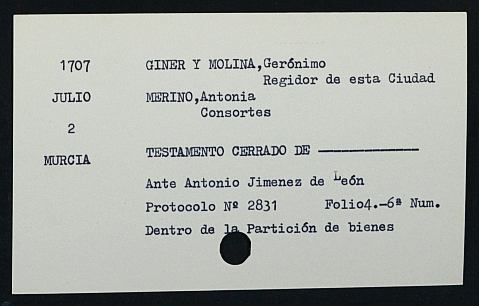 1707 GINER Y MOLINA,Gerónimo
Regidor de esta Ciudad
JULIO MERINO,Antonia
Consortes
2
MURCIA TESTAMENTO CERRADO DE ——————
Ante Antonio Jimenez de León
Protocolo Nº 2831 Folio4.-6ª Num.
Dentro de la Partición de bienes